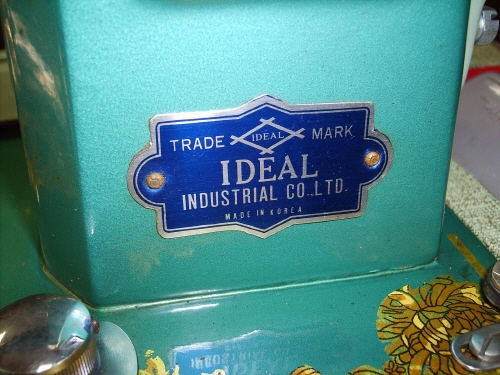 TRADE IDEAL MARK
IDEAL
INDUSTRIAL CO.,LTD.
MADE IN KOREA